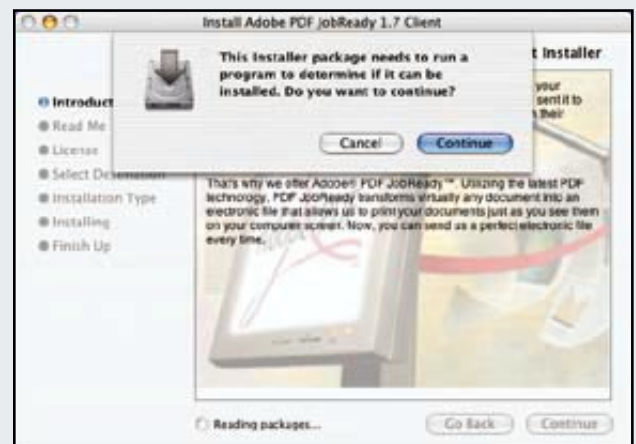 Install Adobe PDF JobReady 1.7 Client
t Installer
This Installer package needs to run a
program to determine if it can be
installed. Do you want to continue?
Cancel
Continue
your
sent it to
their
Introduct
Read Me
License
Select Destination
Installation Type
Installing
Finish Up
That's why we offer Adobe® PDF JobReady™. Utilizing the latest PDF
technology, PDF JobReady transforms virtually any document into an
electronic file that allows us to print your documents just as you see them
on your computer screen. Now, you can send us a perfect electronic file
every time.
Reading packages...
Go Back
Continue